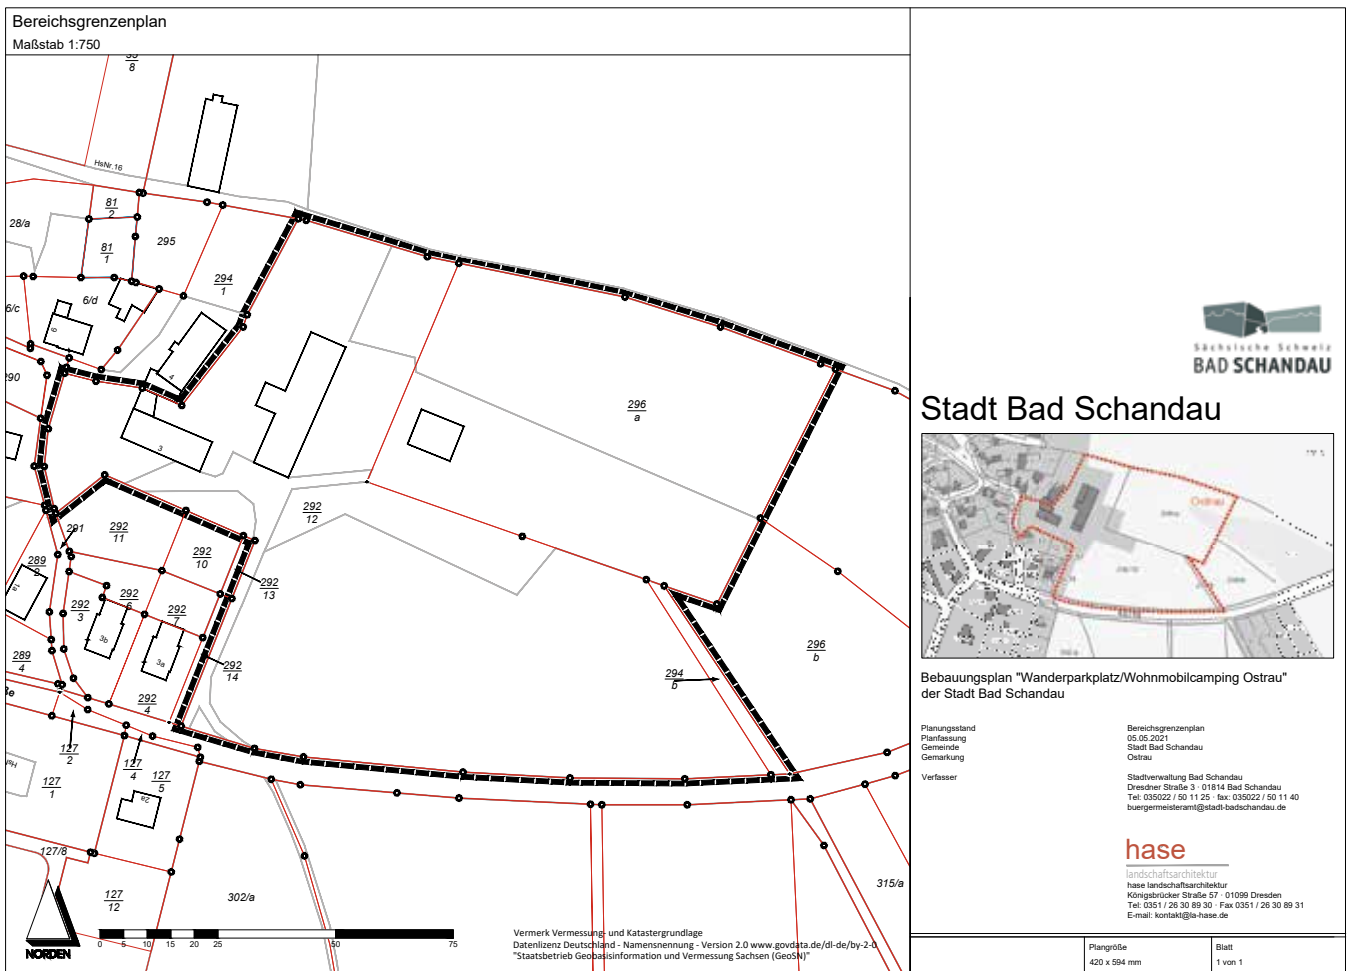 Bereichsgrenzenplan
Maßstab 1:750
8
HsNr.16
28/a
81
2
81
1
295
294
1
6/c
6/d
9
4
3
290
296
a
292
12
291
292
11
292
10
292
13
289
2
1a
292
3
292
6
292
7
3b
3a
292
14
292
4
289
4
294
b
296
b
127
2
127
4
127
5
2a
127
1
127/8
127
12
302/a
315/a
NORDEN
0 5 10 15 20 25 50 75
Vermerk Vermessung- und Katastergrundlage
Datenlizenz Deutschland - Namensnennung - Version 2.0 www.govdata.de/dl-de/by-2-0
"Staatsbetrieb Geobasisinformation und Vermessung Sachsen (GeoSN)"
Sächsische Schweiz
BAD SCHANDAU
Stadt Bad Schandau
Ostrau
Bebauungsplan "Wanderparkplatz/Wohnmobilcamping Ostrau"
der Stadt Bad Schandau
Planungsstand Bereichsgrenzenplan
Planfassung 05.05.2021
Gemeinde Stadt Bad Schandau
Gemarkung Ostrau
Verfasser Stadtverwaltung Bad Schandau
Dresdner Straße 3 · 01814 Bad Schandau
Tel: 035022 / 50 11 25 · fax: 035022 / 50 11 40
buergermeisteramt@stadt-badschandau.de
hase
landschaftsarchitektur
hase landschaftsarchitektur
Königsbrücker Straße 57 · 01099 Dresden
Tel: 0351 / 26 30 89 30 · Fax 0351 / 26 30 89 31
E-mail: kontakt@la-hase.de
Plangröße Blatt
420 x 594 mm 1 von 1